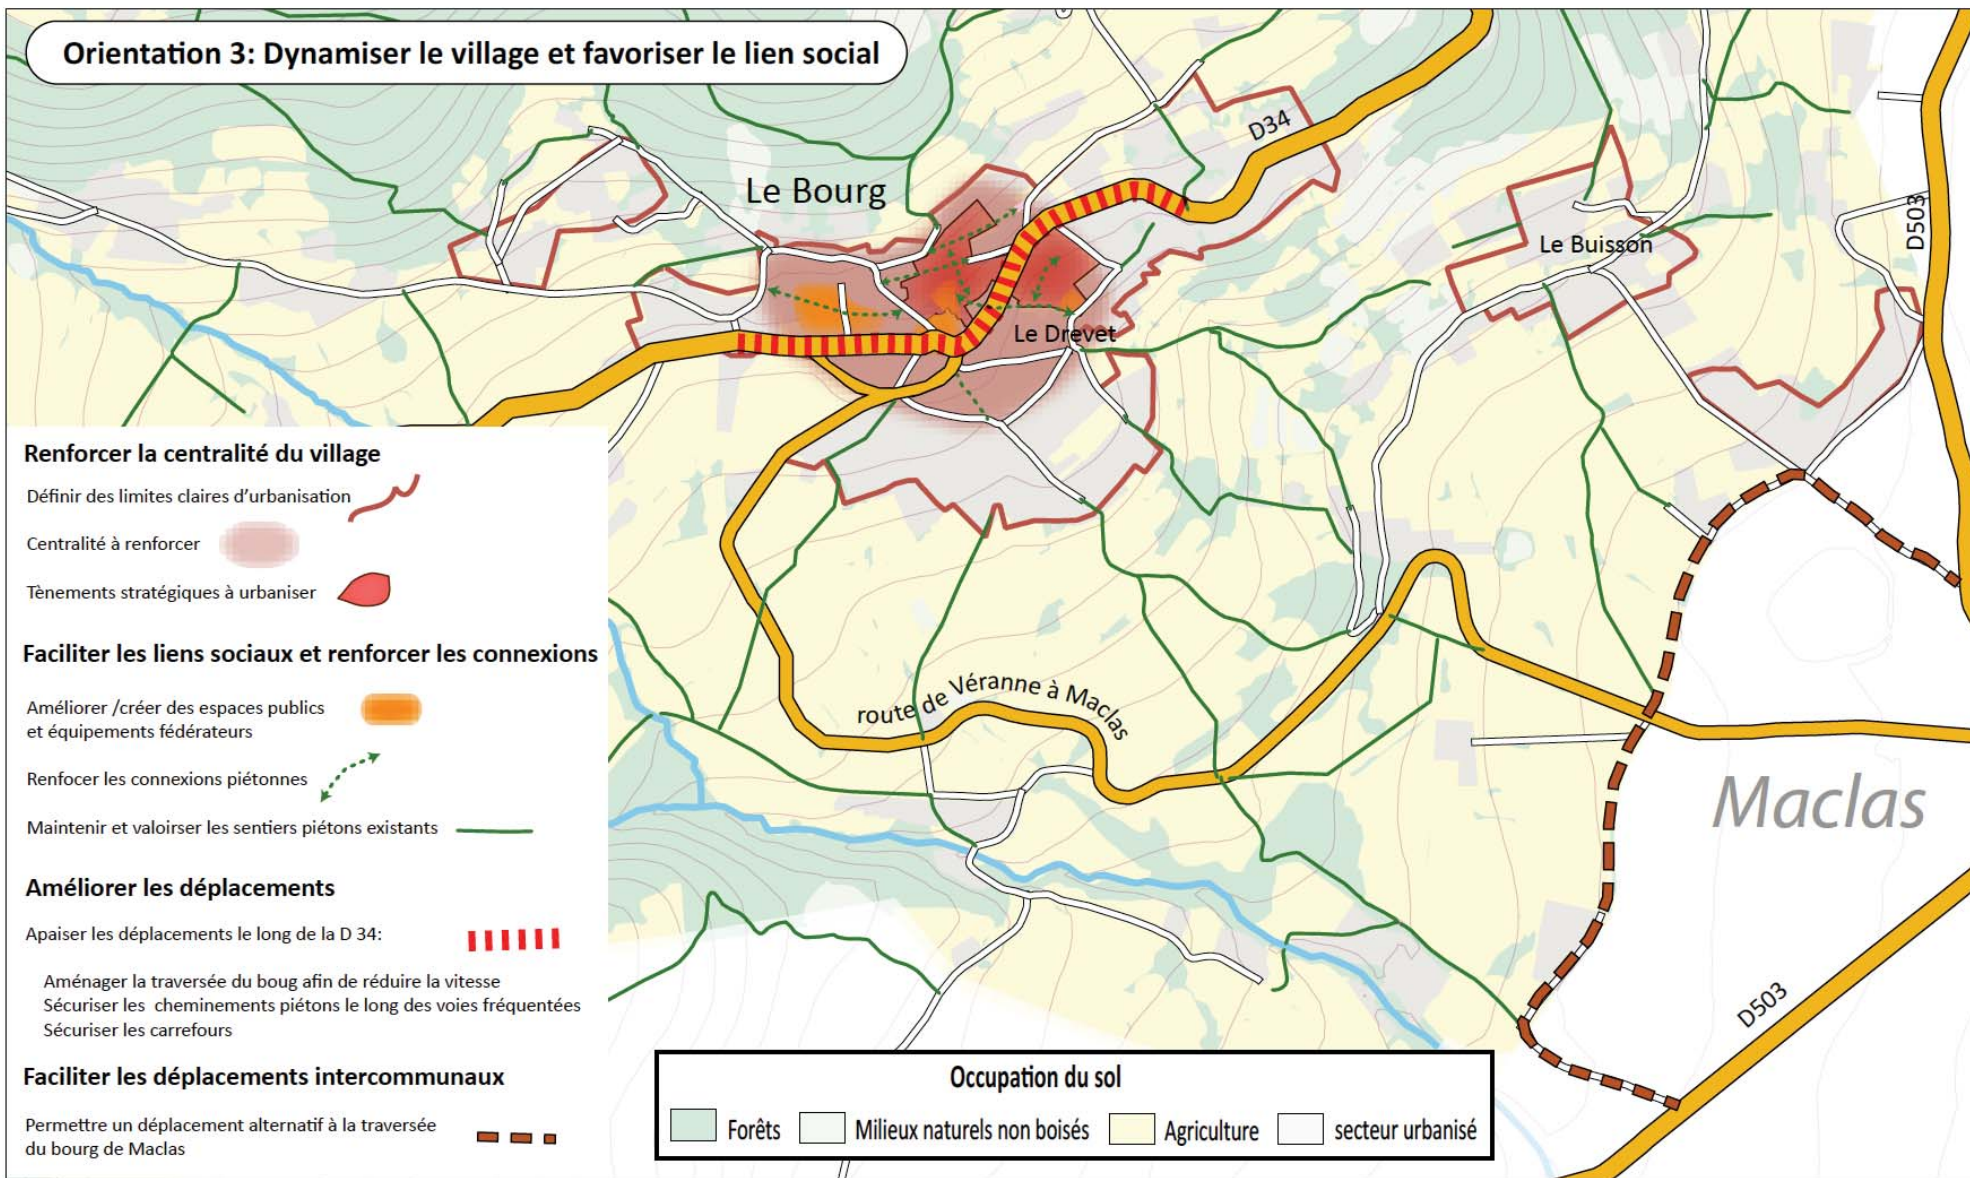 Orientation 3: Dynamiser le village et favoriser le lien social
D34
Le Bourg
D503
Le Buisson
Le Drevet
Renforcer la centralité du village
Définir des limites claires d'urbanisation
Centralité à renforcer
Tènements stratégiques à urbaniser
Faciliter les liens sociaux et renforcer les connexions
Améliorer /créer des espaces publics
et équipements fédérateurs
Renfocer les connexions piétonnes
Maintenir et valoirser les sentiers piétons existants
Améliorer les déplacements
Apaiser les déplacements le long de la D 34:
Aménager la traversée du boug afin de réduire la vitesse
Sécuriser les cheminements piétons le long des voies fréquentées
Sécuriser les carrefours
Faciliter les déplacements intercommunaux
Permettre un déplacement alternatif à la traversée
du bourg de Maclas
route de Véranne à Maclas
Maclas
D503
Occupation du sol
Forêts
Milieux naturels non boisés
Agriculture
secteur urbanisé